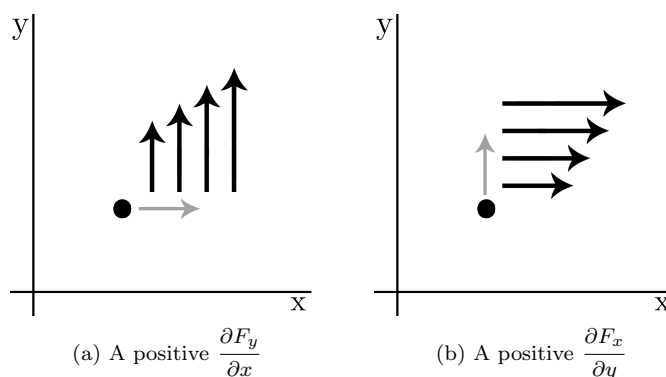 y
y
x
x
(a) A positive ∂F_y/∂x
(b) A positive ∂F_x/∂y